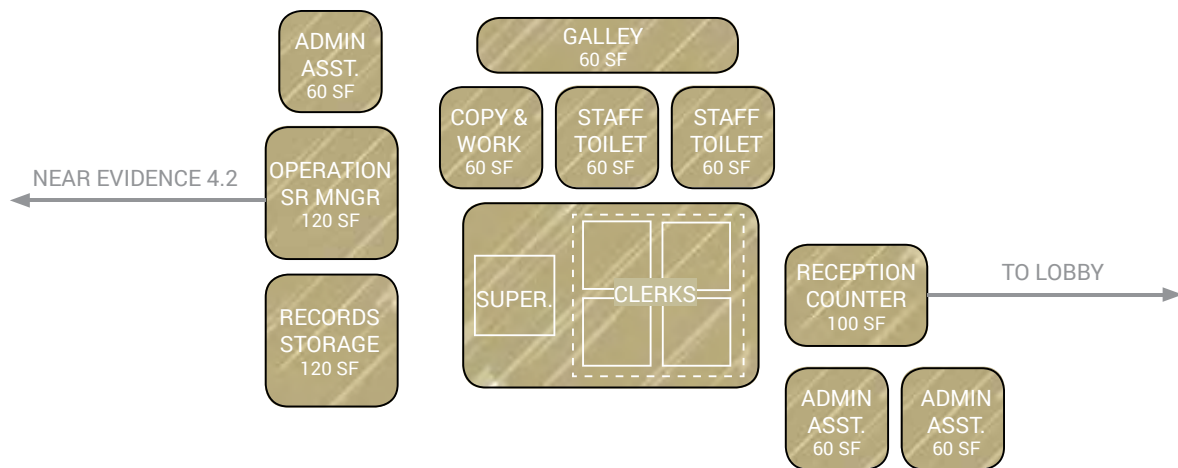 ADMIN
ASST.
60 SF
GALLEY
60 SF
COPY &
WORK
60 SF
STAFF
TOILET
60 SF
STAFF
TOILET
60 SF
NEAR EVIDENCE 4.2
OPERATION
SR MNGR
120 SF
SUPER.
CLERKS
RECEPTION
COUNTER
100 SF
TO LOBBY
RECORDS
STORAGE
120 SF
ADMIN
ASST.
60 SF
ADMIN
ASST.
60 SF